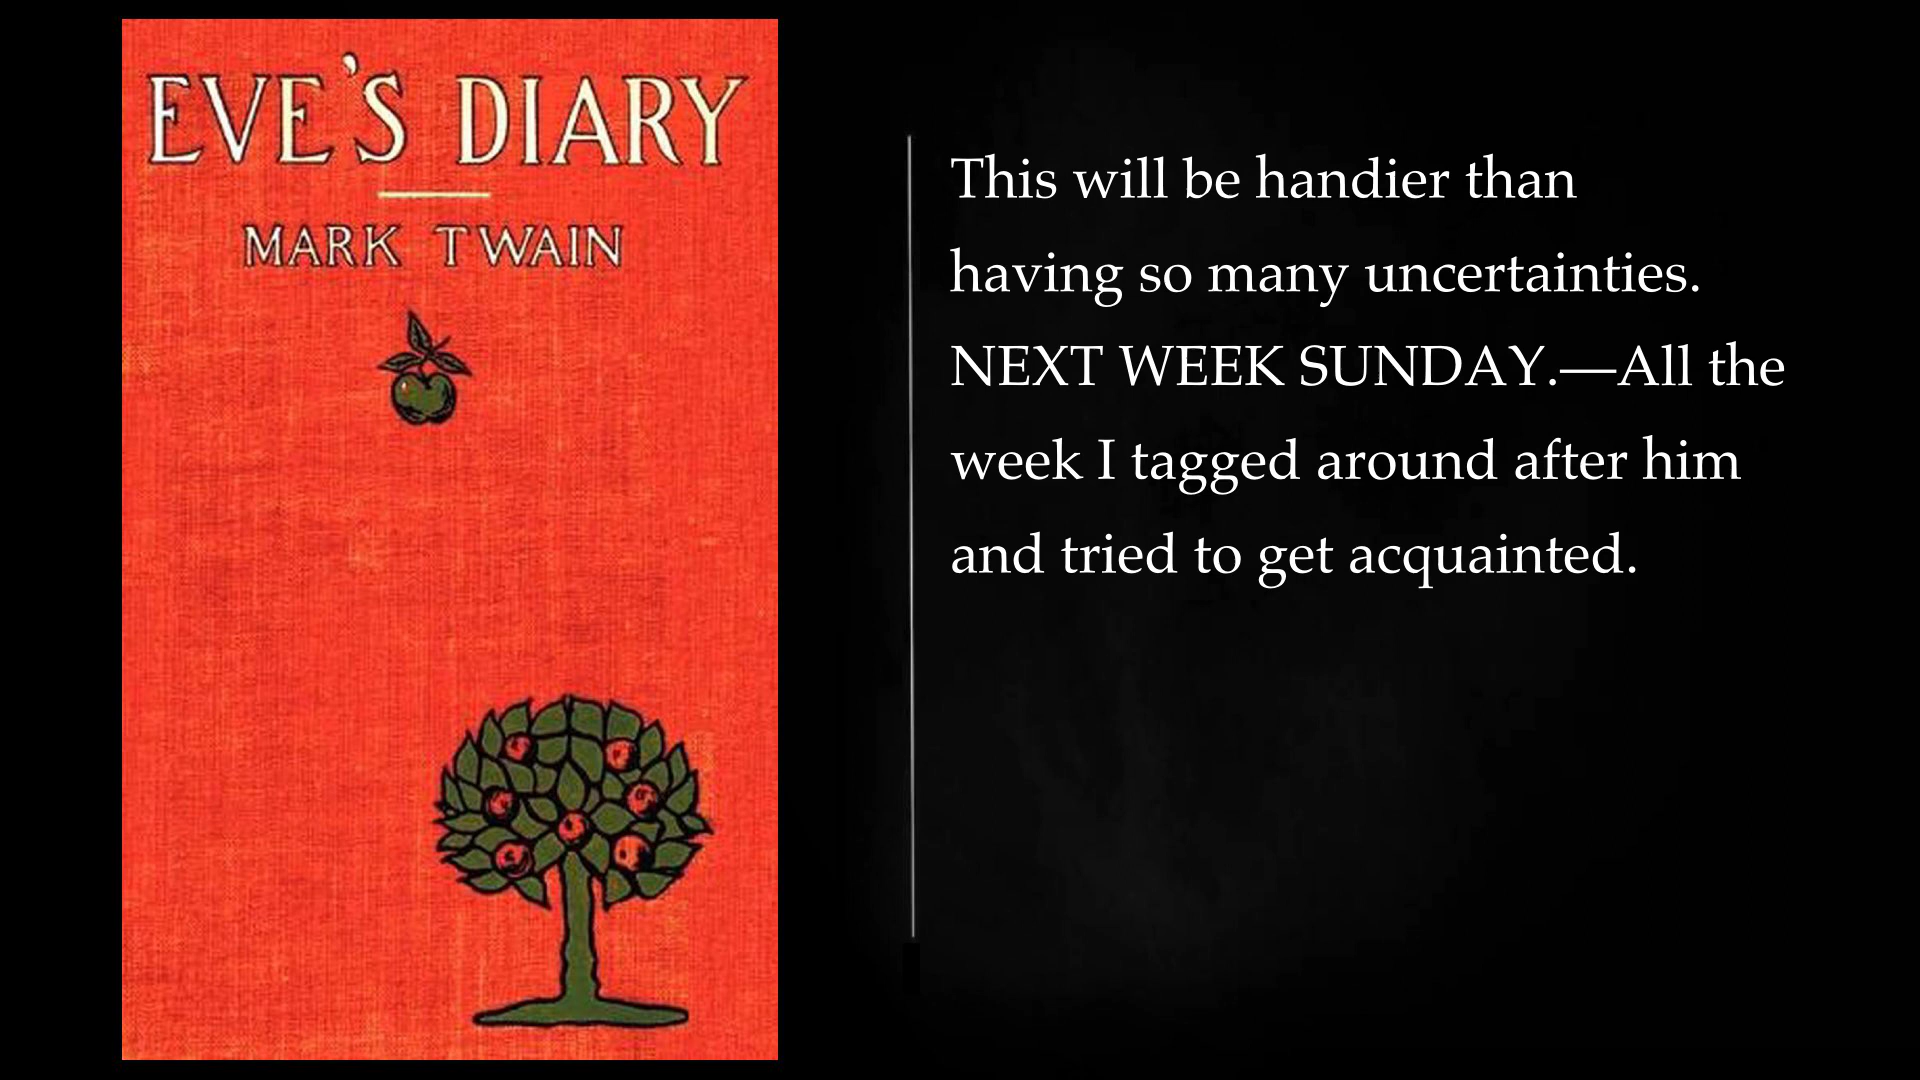 EVE'S DIARY
MARK TWAIN
This will be handier than
having so many uncertainties.
NEXT WEEK SUNDAY.—All the
week I tagged around after him
and tried to get acquainted.